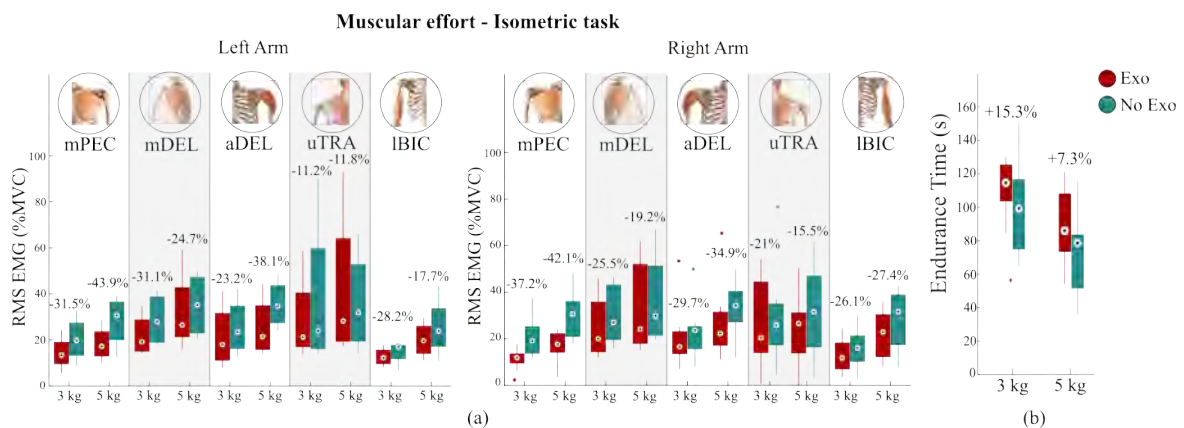 Muscular effort - Isometric task
Left Arm
Right Arm
mPEC
mDEL
aDEL
uTRA
lBIC
mPEC
mDEL
aDEL
uTRA
lBIC
RMS EMG (%MVC)
100
80
60
40
20
0
-31.5%
-43.9%
-31.1%
-24.7%
-23.2%
-38.1%
-11.2%
-11.8%
-28.2%
-17.7%
3 kg
5 kg
3 kg
5 kg
3 kg
5 kg
3 kg
5 kg
3 kg
5 kg
RMS EMG (%MVC)
100
80
60
40
20
0
-37.2%
-42.1%
-25.5%
-19.2%
-29.7%
-34.9%
-21%
-15.5%
-26.1%
-27.4%
3 kg
5 kg
3 kg
5 kg
3 kg
5 kg
3 kg
5 kg
3 kg
5 kg
(a)
Exo
No Exo
Endurance Time (s)
160
140
120
100
80
60
40
20
0
+15.3%
+7.3%
3 kg
5 kg
(b)